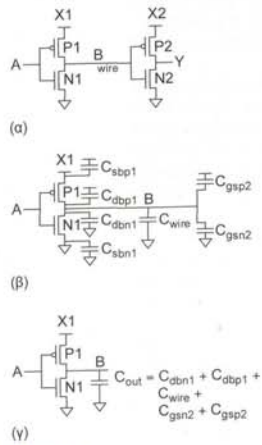 X1 X2
P1 P2
A B Y
wire
N1 N2
(α)
X1
C_sbp1
C_gsp2
P1 C_dbp1
B
A
N1 C_dbn1 C_wire
C_gsn2
C_sbn1
(β)
X1
P1
B
A C_out = C_dbn1 + C_dbp1 +
N1 C_wire +
C_gsn2 + C_gsp2
(γ)